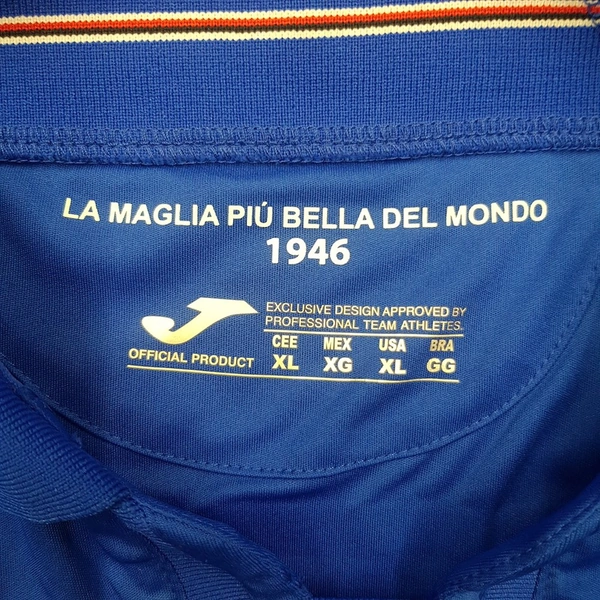 LA MAGLIA PIÚ BELLA DEL MONDO
1946
EXCLUSIVE DESIGN APPROVED BY
PROFESSIONAL TEAM ATHLETES.
OFFICIAL PRODUCT
CEE MEX USA BRA
XL XG XL GG